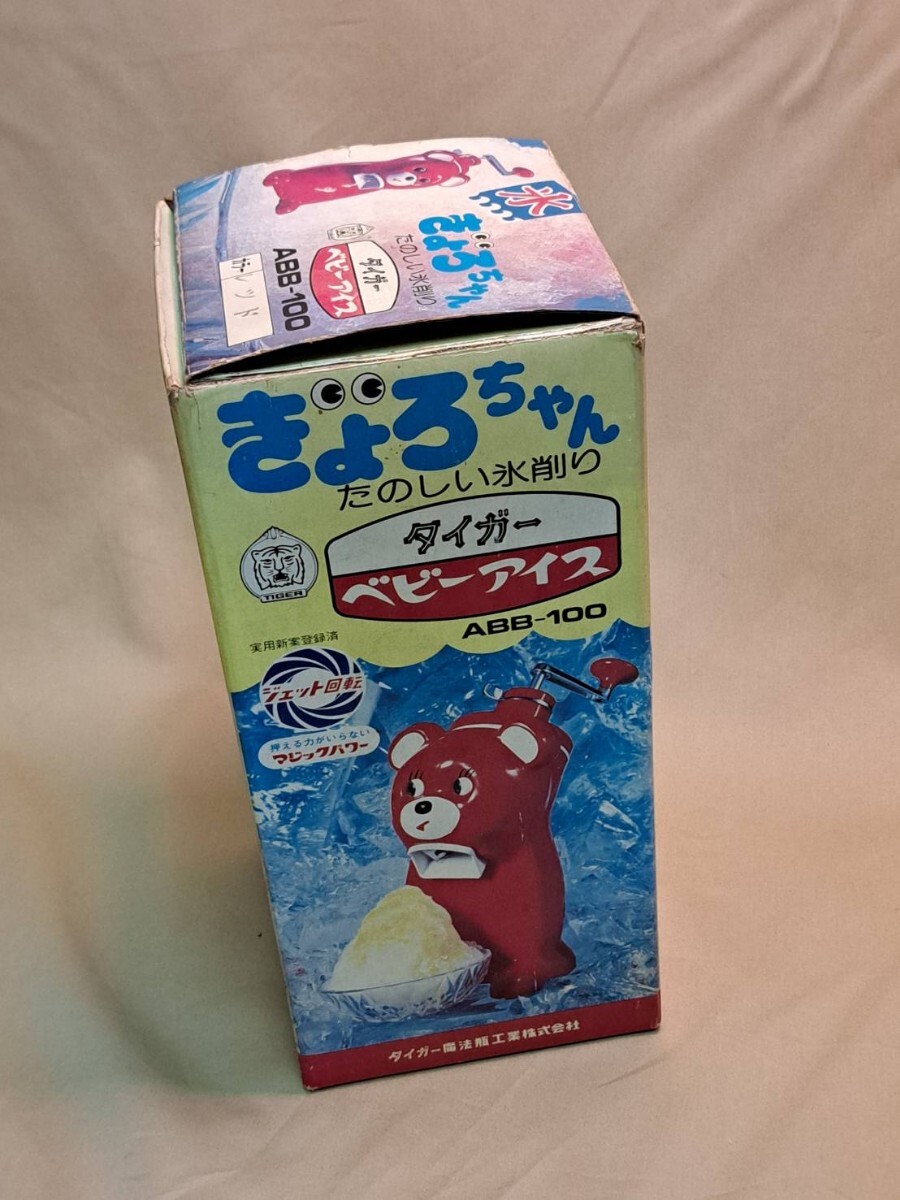 氷
きょろちゃん
たのしい氷削り
タイガー
ベビーアイス
ABB-100
レッド
きょろちゃん
たのしい氷削り
タイガー
ベビーアイス
TIGER
ABB-100
実用新案登録済
ジェット回転
押える力がいらない
マジックパワー
タイガー魔法瓶工業株式会社